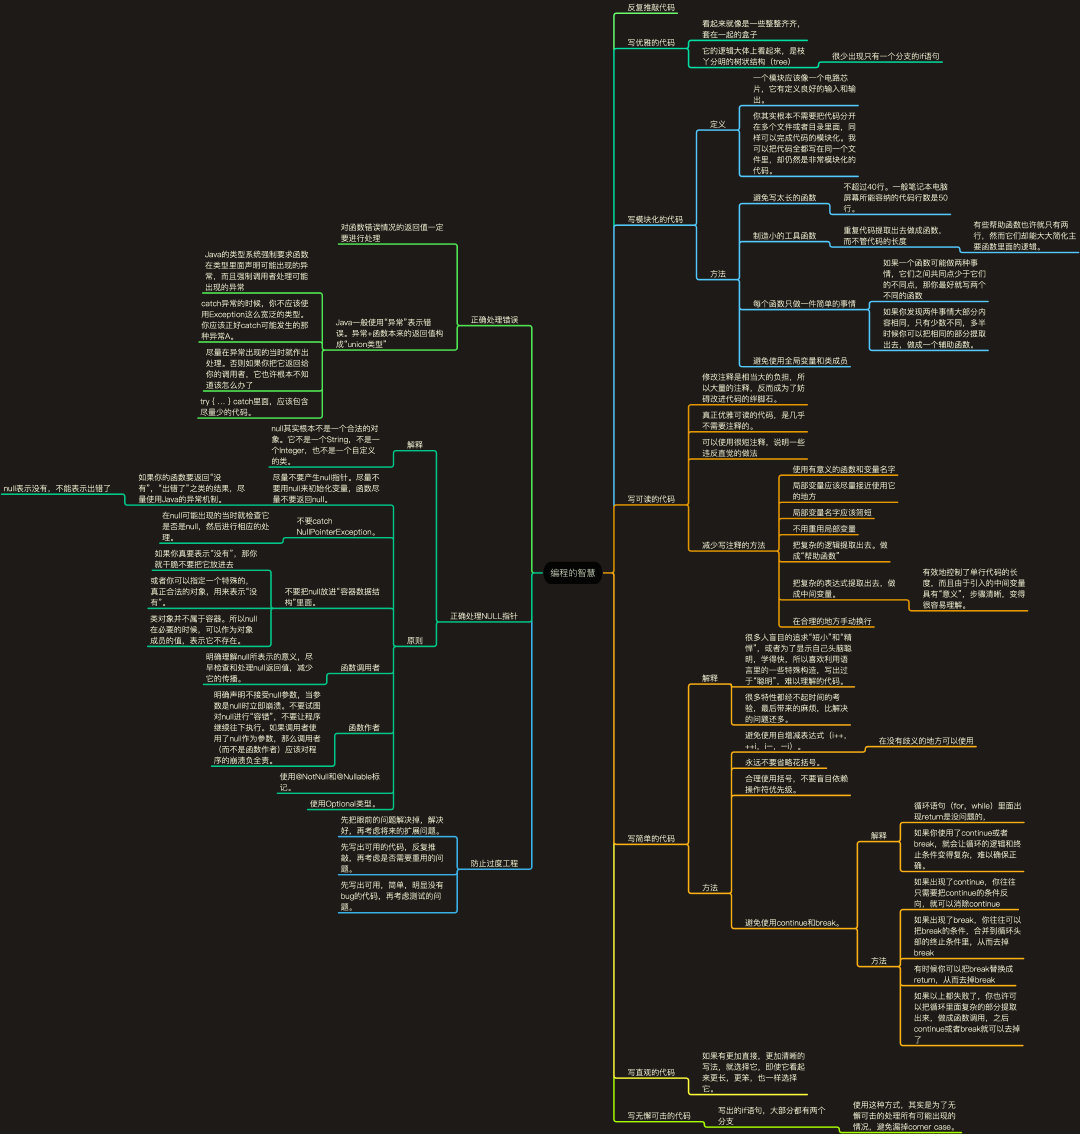 编程的智慧
反复推敲代码
写优雅的代码
看起来就像是一些整整齐齐，
套在一起的盒子
它的逻辑大体上看起来，是枝
丫分明的树状结构（tree）
很少出现只有一个分支的if语句
写模块化的代码
定义
一个模块应该像一个电路芯
片，它有定义良好的输入和输
出。
你其实根本不需要把代码分开
在多个文件或者目录里面，同
样可以完成代码的模块化。我
可以把代码全都写在同一个文
件里，却仍然是非常模块化的
代码。
方法
避免写太长的函数
不超过40行。一般笔记本电脑
屏幕所能容纳的代码行数是50
行。
制造小的工具函数
重复代码提取出去做成函数，
而不管代码的长度
有些帮助函数也许就只有两
行，然而它们却能大大简化主
要函数里面的逻辑。
每个函数只做一件简单的事情
如果一个函数可能做两种事
情，它们之间共同点少于它们
的不同点，那你最好就写两个
不同的函数
如果你发现两件事情大部分内
容相同，只有少数不同，多半
时候你可以把相同的部分提取
出去，做成一个辅助函数。
避免使用全局变量和类成员
写可读的代码
修改注释是相当大的负担，所
以大量的注释，反而成为了妨
碍改进代码的绊脚石。
真正优雅可读的代码，是几乎
不需要注释的。
可以使用很短注释，说明一些
违反直觉的做法
减少写注释的方法
使用有意义的函数和变量名字
局部变量应该尽量接近使用它
的地方
局部变量名字应该简短
不用重用局部变量
把复杂的逻辑提取出去。做
成“帮助函数”
把复杂的表达式提取出去，做
成中间变量。
有效地控制了单行代码的长
度，而且由于引入的中间变量
具有“意义”，步骤清晰，变得
很容易理解。
在合理的地方手动换行
写简单的代码
解释
很多人盲目的追求“短小”和“精
悍”，或者为了显示自己头脑聪
明，学得快，所以喜欢利用语
言里的一些特殊构造，写出过
于“聪明”，难以理解的代码。
很多特性都经不起时间的考
验，最后带来的麻烦，比解决
的问题还多。
方法
避免使用自增减表达式（i++，
++i，i--，--i）。
在没有歧义的地方可以使用
永远不要省略花括号。
合理使用括号，不要盲目依赖
操作符优先级。
避免使用continue和break。
解释
循环语句（for，while）里面出
现return是没问题的，
如果你使用了continue或者
break，就会让循环的逻辑和终
止条件变得复杂，难以确保正
确。
方法
如果出现了continue，你往往
只需要把continue的条件反
向，就可以消除continue
如果出现了break，你往往可以
把break的条件，合并到循环头
部的终止条件里，从而去掉
break
有时候你可以把break替换成
return，从而去掉break
如果以上都失败了，你也许可
以把循环里面复杂的部分提取
出来，做成函数调用，之后
continue或者break就可以去掉
了
写直观的代码
如果有更加直接，更加清晰的
写法，就选择它，即使它看起
来更长，更笨，也一样选择
它。
写无懈可击的代码
写出的if语句，大部分都有两个
分支
使用这种方式，其实是为了无
懈可击的处理所有可能出现的
情况，避免漏掉corner case。
正确处理错误
对函数错误情况的返回值一定
要进行处理
Java一般使用“异常”表示错
误。异常+函数本来的返回值构
成“union类型”
Java的类型系统强制要求函数
在类型里面声明可能出现的异
常，而且强制调用者处理可能
出现的异常
catch异常的时候，你不应该使
用Exception这么宽泛的类型。
你应该正好catch可能发生的那
种异常A。
尽量在异常出现的当时就作出
处理。否则如果你把它返回给
你的调用者，它也许根本不知
道该怎么办了
try { ... } catch里面，应该包含
尽量少的代码。
正确处理NULL指针
解释
null其实根本不是一个合法的对
象。它不是一个String，不是一
个Integer，也不是一个自定义
的类。
原则
尽量不要产生null指针。尽量不
要用null来初始化变量，函数尽
量不要返回null。
如果你的函数要返回“没
有”，“出错了”之类的结果，尽
量使用Java的异常机制。
null表示没有，不能表示出错了
不要catch
NullPointerException。
在null可能出现的当时就检查它
是否是null，然后进行相应的处
理。
不要把null放进“容器数据结
构”里面。
如果你真要表示“没有”，那你
就干脆不要把它放进去
或者你可以指定一个特殊的，
真正合法的对象，用来表示“没
有”。
类对象并不属于容器。所以null
在必要的时候，可以作为对象
成员的值，表示它不存在。
函数调用者
明确理解null所表示的意义，尽
早检查和处理null返回值，减少
它的传播。
函数作者
明确声明不接受null参数，当参
数是null时立即崩溃。不要试图
对null进行“容错”，不要让程序
继续往下执行。如果调用者使
用了null作为参数，那么调用者
（而不是函数作者）应该对程
序的崩溃负全责。
使用@NotNull和@Nullable标
记。
使用Optional类型。
防止过度工程
先把眼前的问题解决掉，解决
好，再考虑将来的扩展问题。
先写出可用的代码，反复推
敲，再考虑是否需要重用的问
题。
先写出可用，简单，明显没有
bug的代码，再考虑测试的问
题。